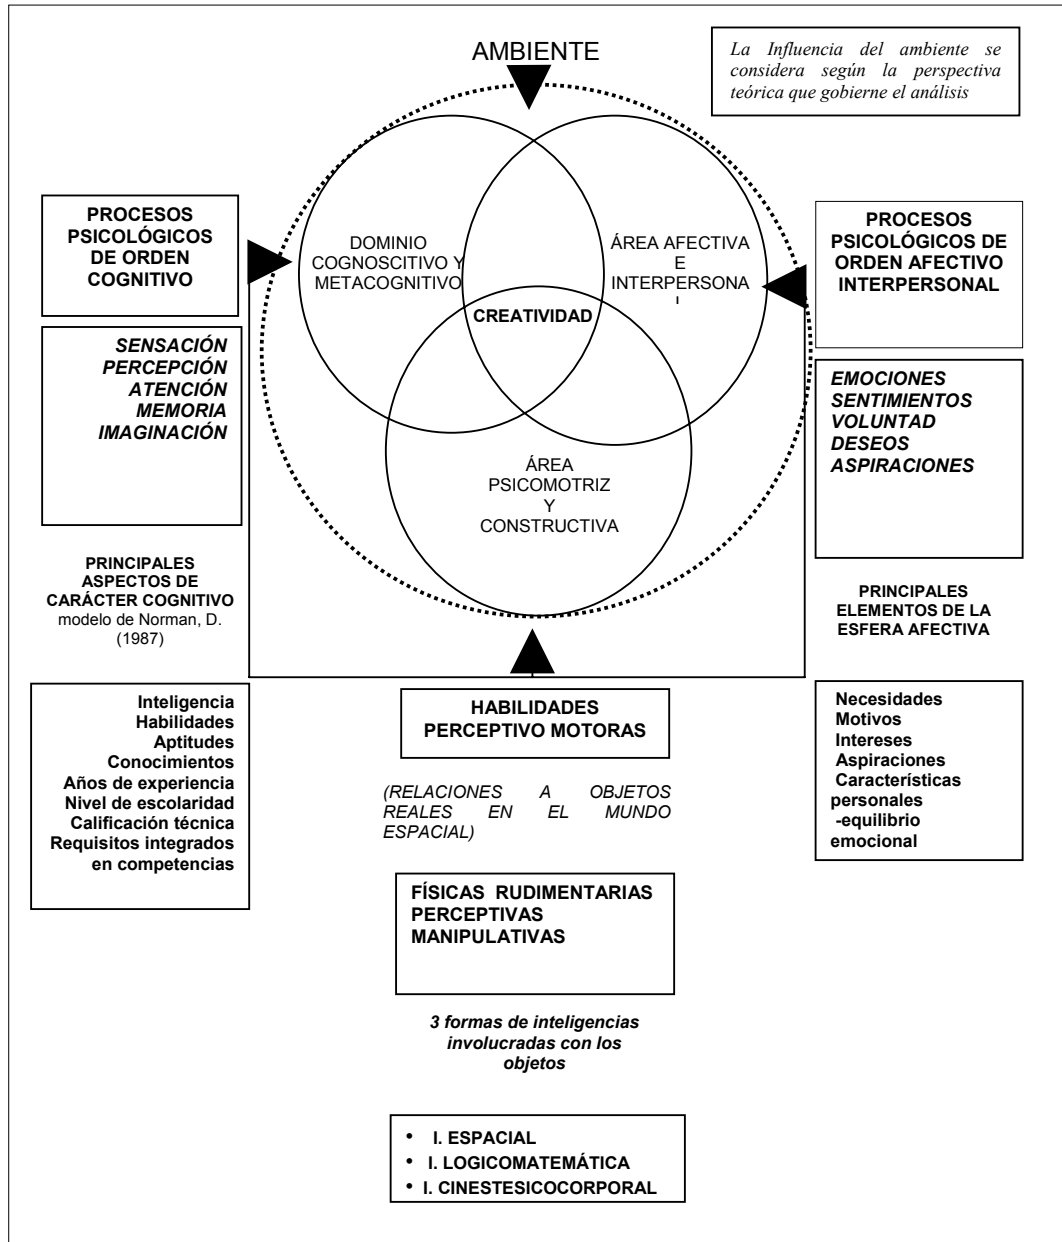 AMBIENTE
La Influencia del ambiente se
considera según la perspectiva
teórica que gobierne el análisis
PROCESOS
PSICOLÓGICOS
DE ORDEN
COGNITIVO
DOMINIO
COGNOSCITIVO Y
METACOGNITIVO
ÁREA AFECTIVA
E
INTERPERSONA
L
CREATIVIDAD
PROCESOS
PSICOLÓGICOS DE
ORDEN AFECTIVO
INTERPERSONAL
SENSACIÓN
PERCEPCIÓN
ATENCIÓN
MEMORIA
IMAGINACIÓN
ÁREA
PSICOMOTRIZ
Y
CONSTRUCTIVA
EMOCIONES
SENTIMIENTOS
VOLUNTAD
DESEOS
ASPIRACIONES
PRINCIPALES
ASPECTOS DE
CARÁCTER COGNITIVO
modelo de Norman, D.
(1987)
PRINCIPALES
ELEMENTOS DE LA
ESFERA AFECTIVA
Inteligencia
Habilidades
Aptitudes
Conocimientos
Años de experiencia
Nivel de escolaridad
Calificación técnica
Requisitos integrados
en competencias
HABILIDADES
PERCEPTIVO MOTORAS
(RELACIONES A OBJETOS
REALES EN EL MUNDO
ESPACIAL)
Necesidades
Motivos
Intereses
Aspiraciones
Características
personales
-equilibrio
emocional
FÍSICAS RUDIMENTARIAS
PERCEPTIVAS
MANIPULATIVAS
3 formas de inteligencias
involucradas con los
objetos
• I. ESPACIAL
• I. LOGICOMATEMÁTICA
• I. CINESTESICOCORPORAL